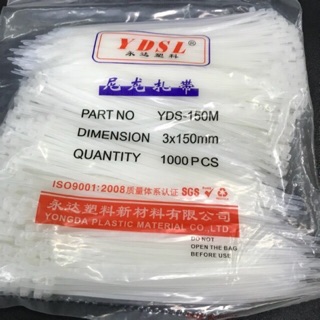 YDSL®
永达塑料
尼龙扎带
PART NO YDS-150M
DIMENSION 3x150mm
QUANTITY 1000PCS
ISO9001:2008质量体系认证 SGS
永达塑料新材料有限公司
YONGDA PLASTIC MATERIAL CO.,LTD
DO NOT
OPEN THE BAG
BEFORE USE